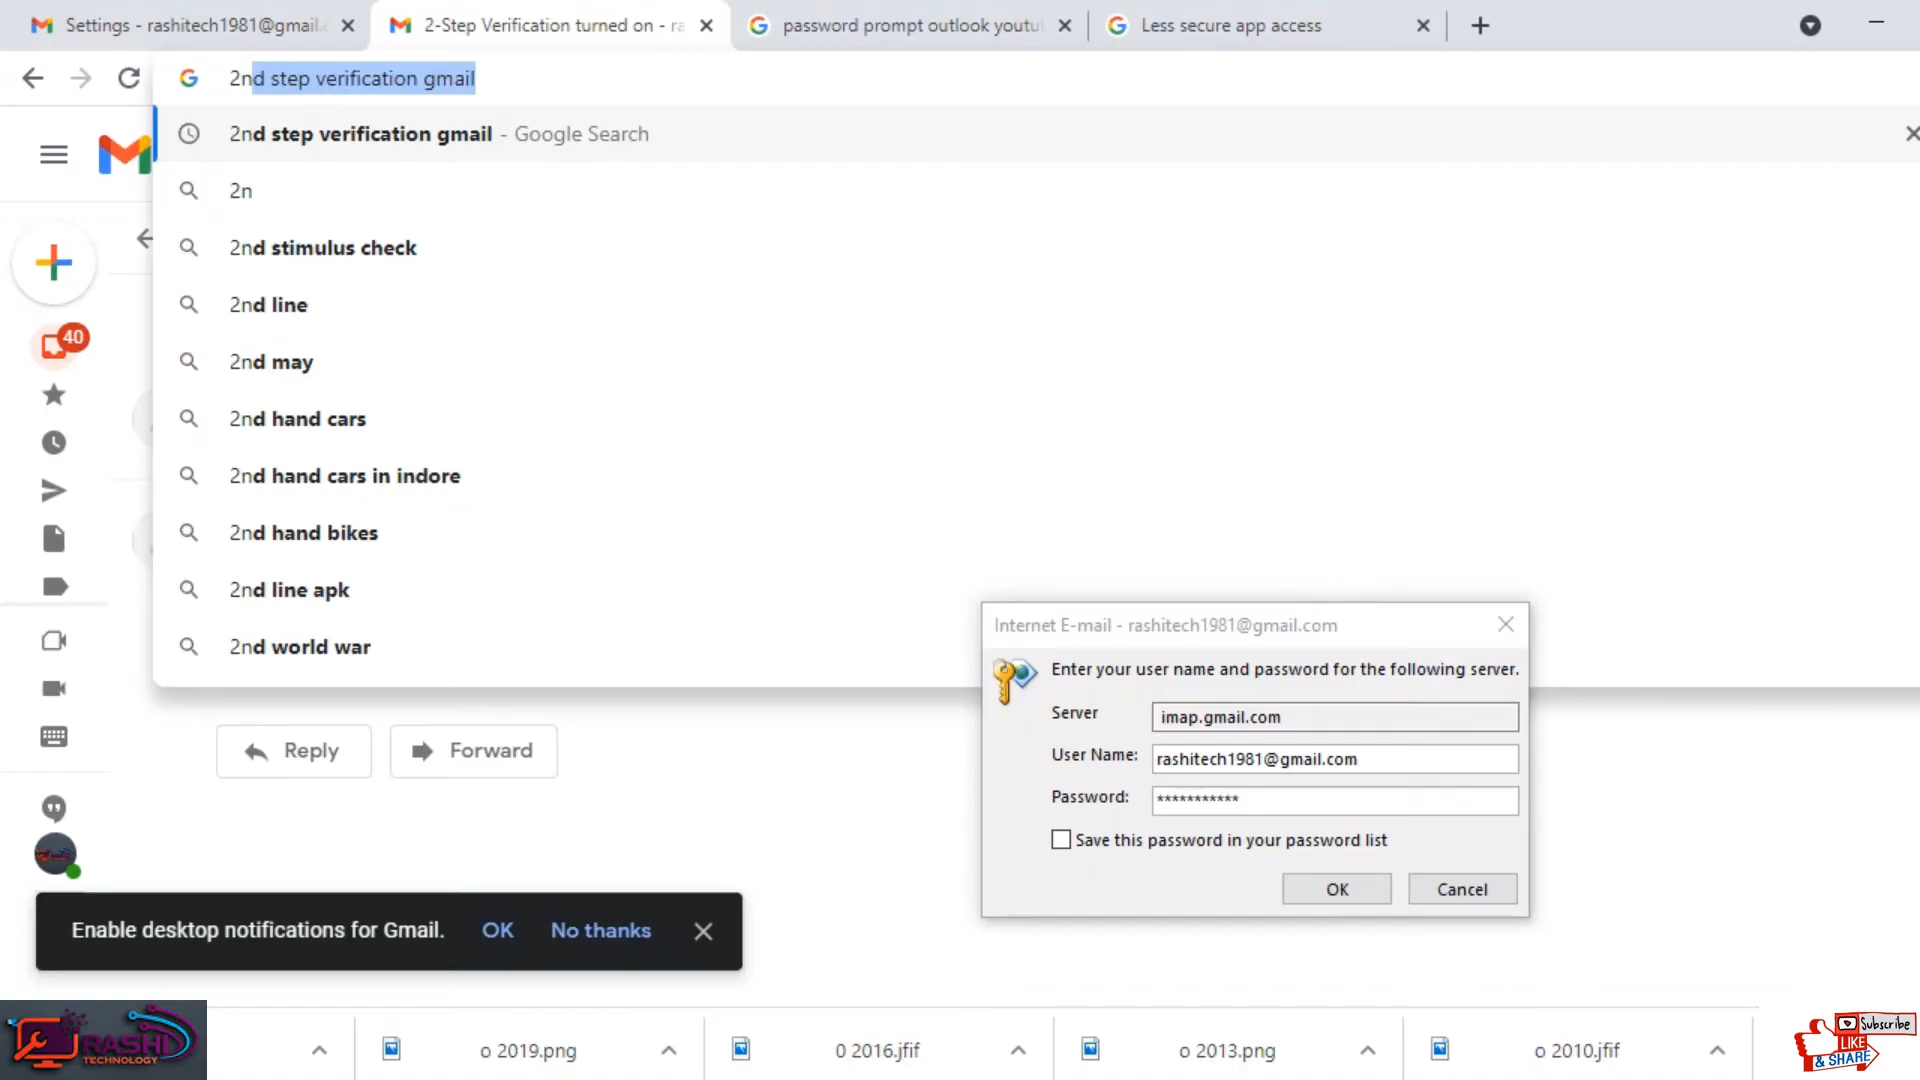 Settings - rashitech1981@gmail.
2-Step Verification turned on - ra
password prompt outlook youtu
Less secure app access
2nd step verification gmail
2nd step verification gmail - Google Search
2n
2nd stimulus check
2nd line
2nd may
2nd hand cars
2nd hand cars in indore
2nd hand bikes
2nd line apk
2nd world war
40
Internet E-mail - rashitech1981@gmail.com
Enter your user name and password for the following server.
Server imap.gmail.com
User Name: rashitech1981@gmail.com
Password: ***********
Save this password in your password list
OK Cancel
Reply Forward
Enable desktop notifications for Gmail. OK No thanks
o 2019.png
0 2016.jfif
o 2013.png
o 2010.jfif
RASHI
TECHNOLOGY
Subscribe
LIKE
& SHARE